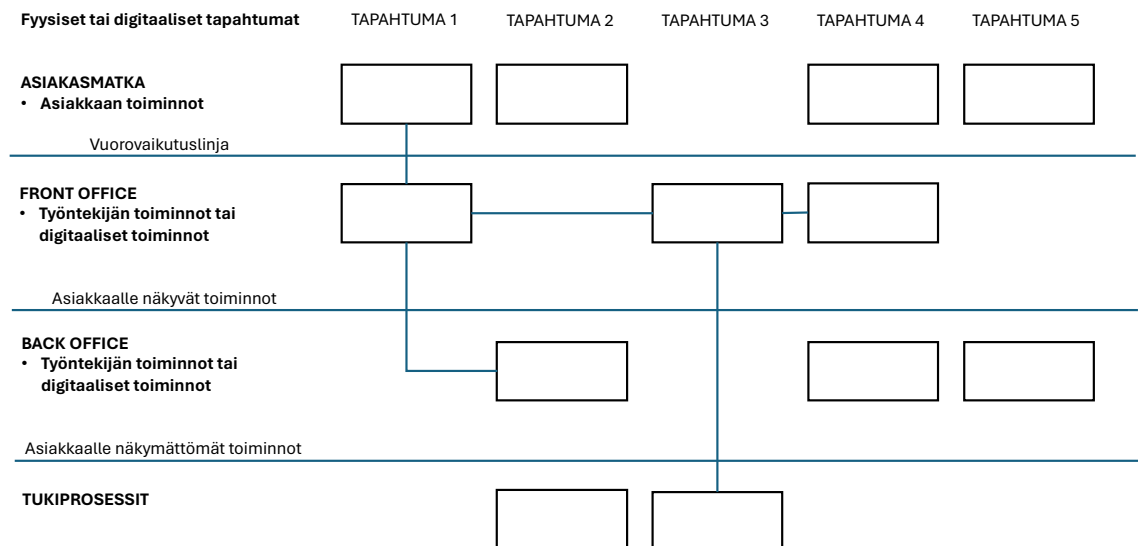 Fyysiset tai digitaaliset tapahtumat TAPAHTUMA 1 TAPAHTUMA 2 TAPAHTUMA 3 TAPAHTUMA 4 TAPAHTUMA 5
ASIAKASMATKA
• Asiakkaan toiminnot
Vuorovaikutuslinja
FRONT OFFICE
• Työntekijän toiminnot tai
digitaaliset toiminnot
Asiakkaalle näkyvät toiminnot
BACK OFFICE
• Työntekijän toiminnot tai
digitaaliset toiminnot
Asiakkaalle näkymättömät toiminnot
TUKIPROSESSIT